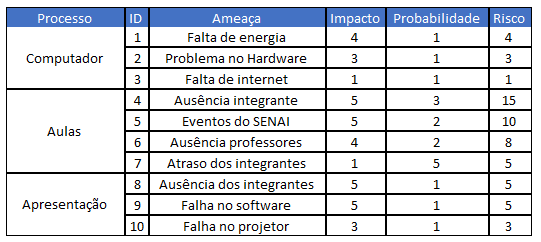 Processo ID Ameaça Impacto Probabilidade Risco
1 Falta de energia 4 1 4
Computador 2 Problema no Hardware 3 1 3
3 Falta de internet 1 1 1
4 Ausência integrante 5 3 15
Aulas 5 Eventos do SENAI 5 2 10
6 Ausência professores 4 2 8
7 Atraso dos integrantes 1 5 5
8 Ausência dos integrantes 5 1 5
Apresentação 9 Falha no software 5 1 5
10 Falha no projetor 3 1 3